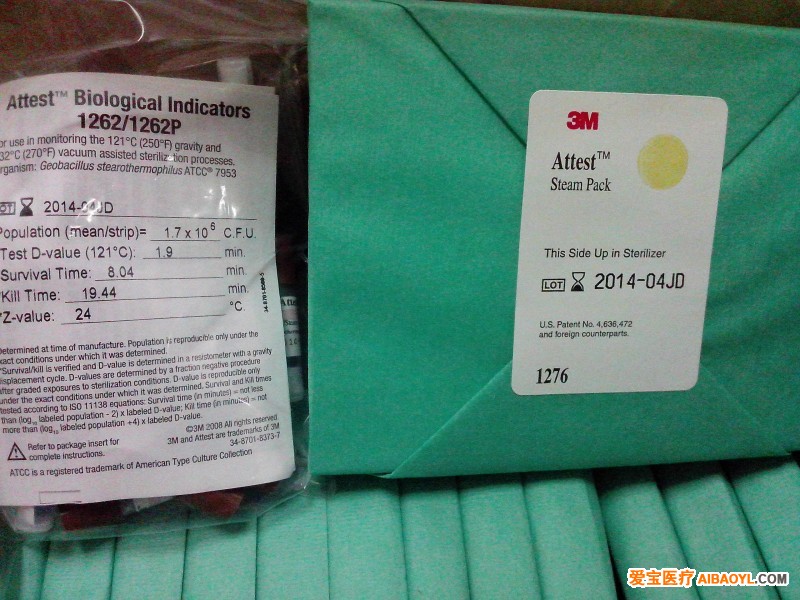 Attest™ Biological Indicators
1262/1262P
or use in monitoring the 121°C (250°F) gravity and
32°C (270°F) vacuum assisted sterilization processes.
rganism: Geobacillus stearothermophilus ATCC® 7953
LOT 2014-04JD
Population (mean/strip)= 1.7 x 10⁶ C.F.U.
Test D-value (121°C): 1.9 min.
Survival Time: 8.04 min.
*Kill Time: 19.44 min.
*Z-value: 24 °C.
Determined at time of manufacture. Population is reproducible only under the
exact conditions under which it was determined.
*Survival/kill is verified and D-value is determined in a resistometer with a gravity
displacement cycle. D-values are determined by a fraction negative procedure
after graded exposures to sterilization conditions. D-value is reproducible only
under the exact conditions under which it was determined. Survival and Kill times
tested according to ISO 11138 equations: Survival time (in minutes) = not less
than (log₁₀ labeled population - 2) x labeled D-value; Kill time (in minutes) = not
more than (log₁₀ labeled population +4) x labeled D-value.
Refer to package insert for
complete instructions.
©3M 2008 All rights reserved.
3M and Attest are trademarks of 3M.
34-8701-8373-7
ATCC is a registered trademark of American Type Culture Collection
3M
Attest™
Steam Pack
This Side Up in Sterilizer
LOT 2014-04JD
U.S. Patent No. 4,636,472
and foreign counterparts.
1276
爱宝医疗 AIBAOYL.COM